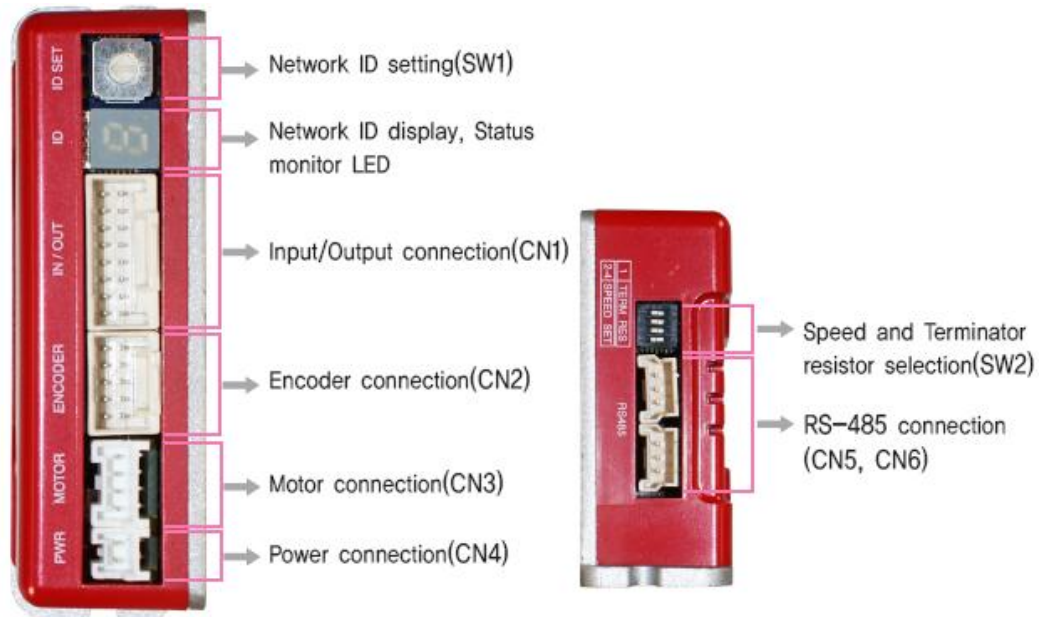 ID SET
Network ID setting(SW1)
ID
Network ID display, Status
monitor LED
IN / OUT
Input/Output connection(CN1)
ENCODER
Encoder connection(CN2)
MOTOR
Motor connection(CN3)
PWR
Power connection(CN4)
1 TERM RES
2-4 SPEED SET
Speed and Terminator
resistor selection(SW2)
RS485
RS-485 connection
(CN5, CN6)